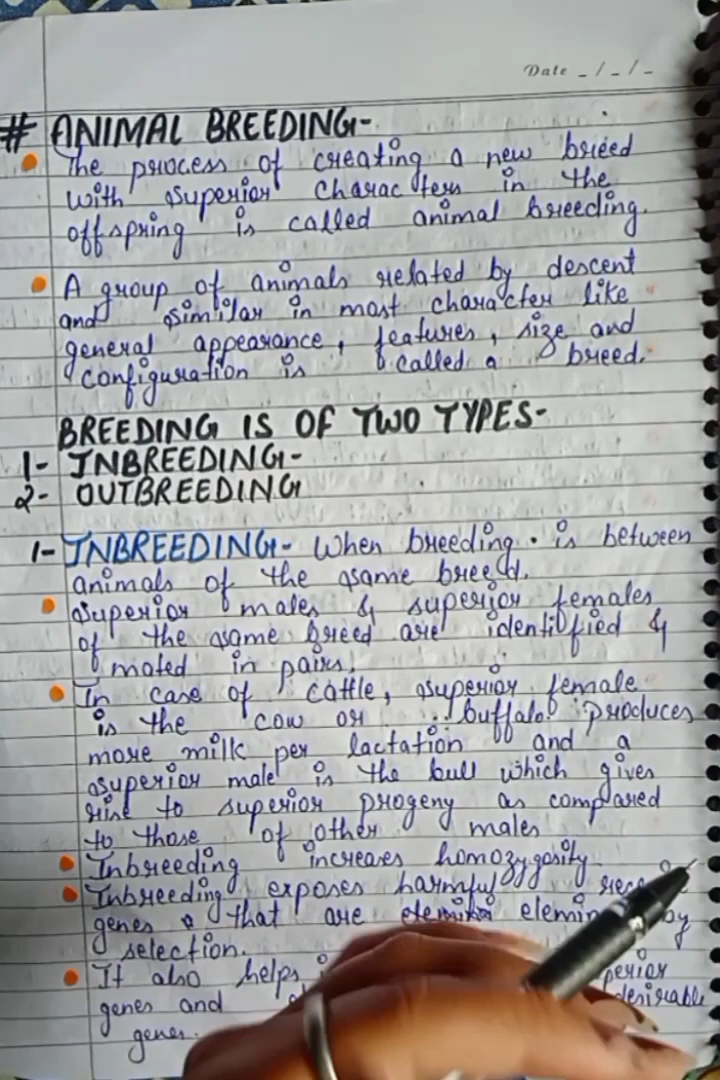 Date _ / _ / _
# ANIMAL BREEDING-
The process of creating a new breed
with superior characters in the
offspring is called animal breeding.
A group of animals related by descent
and similar in most character like
general appearance, features, size and
configuration is called a breed.
BREEDING IS OF TWO TYPES-
1- INBREEDING-
2- OUTBREEDING
1- INBREEDING- When breeding is between
animals of the same breed.
superior males & superior females
of the same breed are identified &
mated in pairs.
In case of cattle, superior female
is the cow or buffalo produces
more milk per lactation and a
superior male is the bull which gives
rise to superior progeny as compared
to those of other males
Inbreeding increases homozygosity.
Inbreeding exposes harmful
genes that are by
selection.
It also helps
genes and desirable
genes.